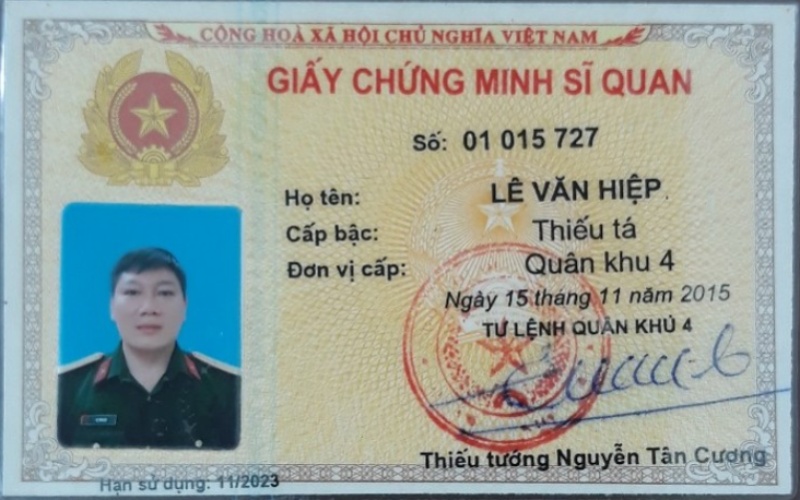 CỘNG HOÀ XÃ HỘI CHỦ NGHĨA VIỆT NAM
GIẤY CHỨNG MINH SĨ QUAN
Số: 01 015 727
Họ tên: LÊ VĂN HIỆP
Cấp bậc: Thiếu tá
Đơn vị cấp: Quân khu 4
Ngày 15 tháng 11 năm 2015
TƯ LỆNH QUÂN KHU 4
Thiếu tướng Nguyễn Tân Cương
Hạn sử dụng: 11/2023